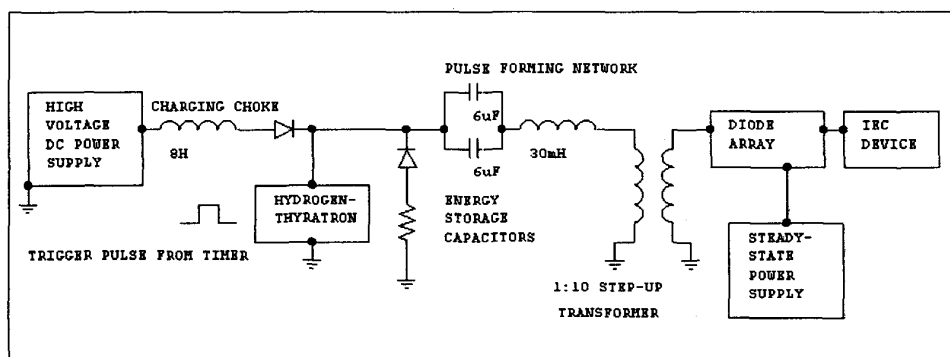 PULSE FORMING NETWORK
HIGH
VOLTAGE
DC POWER
SUPPLY
CHARGING CHOKE
8H
6uF
6uF
30mH
DIODE
ARRAY
IEC
DEVICE
HYDROGEN-
THYRATRON
ENERGY
STORAGE
CAPACITORS
TRIGGER PULSE FROM TIMER
1:10 STEP-UP
TRANSFORMER
STEADY-
STATE
POWER
SUPPLY